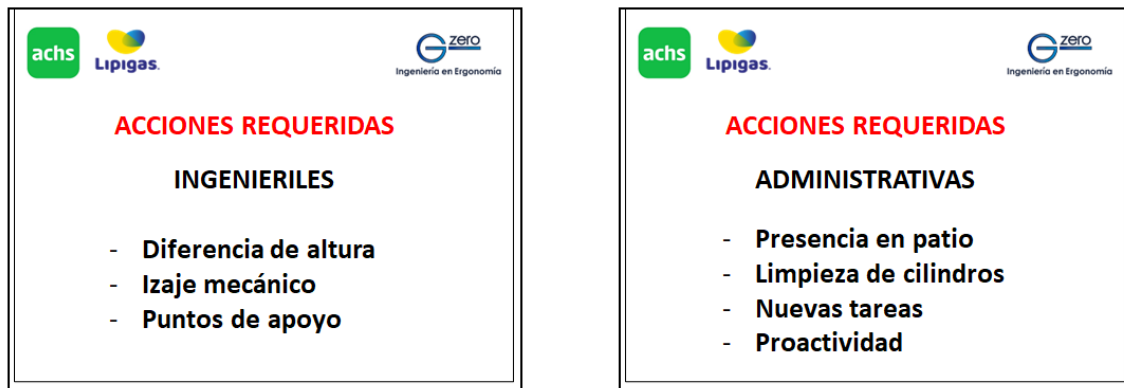 achs
LIPIGAS.
G zero
Ingeniería en Ergonomía
ACCIONES REQUERIDAS
INGENIERILES
- Diferencia de altura
- Izaje mecánico
- Puntos de apoyo
achs
LIPIGAS.
G zero
Ingeniería en Ergonomía
ACCIONES REQUERIDAS
ADMINISTRATIVAS
- Presencia en patio
- Limpieza de cilindros
- Nuevas tareas
- Proactividad